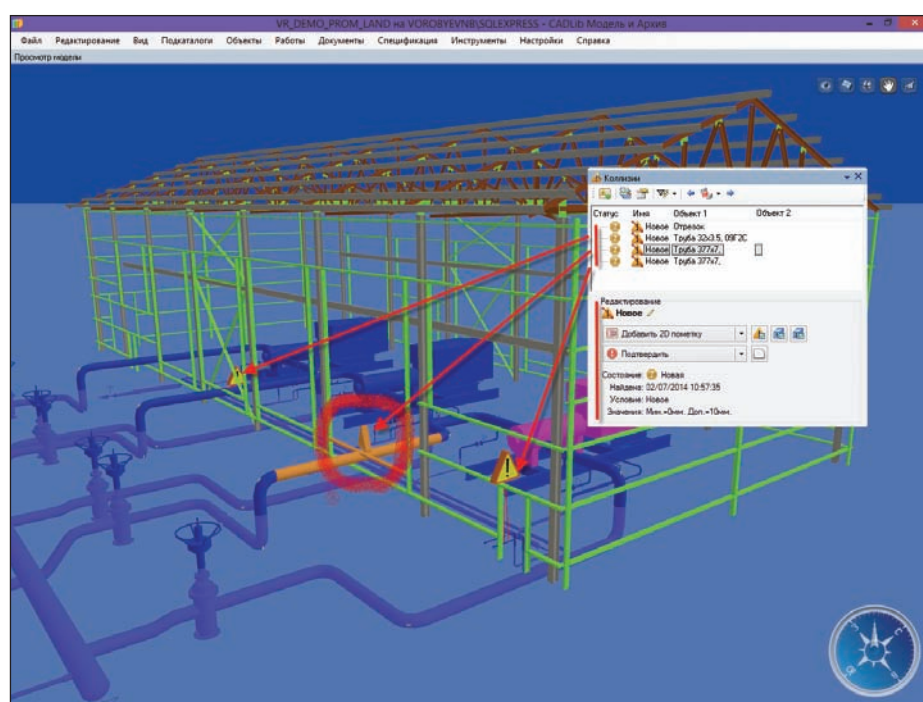 VR_DEMO_PROM_LAND на VOROBYEVNB\SQLEXPRESS - CADLib Модель и Архив
Файл Редактирование Вид Подкаталоги Объекты Работы Документы Спецификация Инструменты Настройки Справка
Просмотр модели
Коллизии
Статус Имя Объект 1 Объект 2
Новое Отрезок
Новое Труба 32x3.5, 09Г2С
Новое Труба 377x7,
Новое Труба 377x7,
Редактирование
Новое
Добавить 2D пометку
Подтвердить
Состояние: Новая
Найдена: 02/07/2014 10:57:35
Условие: Новое
Значения: Мин.=0мм. Доп.=10мм.